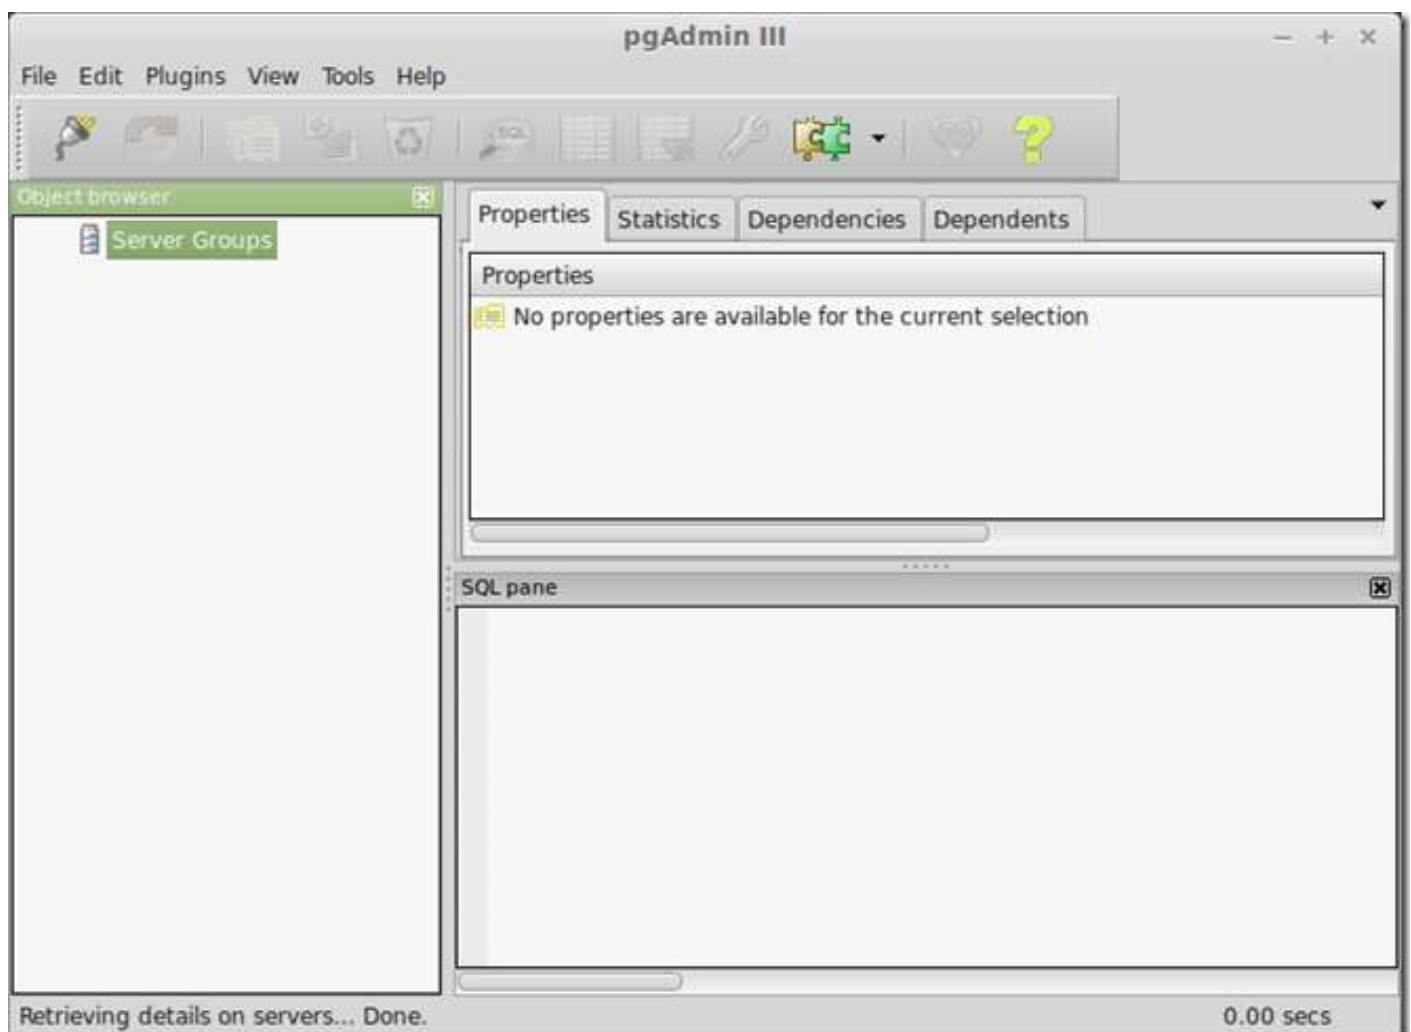 pgAdmin III
File Edit Plugins View Tools Help
SQL
Object browser
Server Groups
Properties Statistics Dependencies Dependents
Properties
No properties are available for the current selection
SQL pane
Retrieving details on servers... Done.
0.00 secs